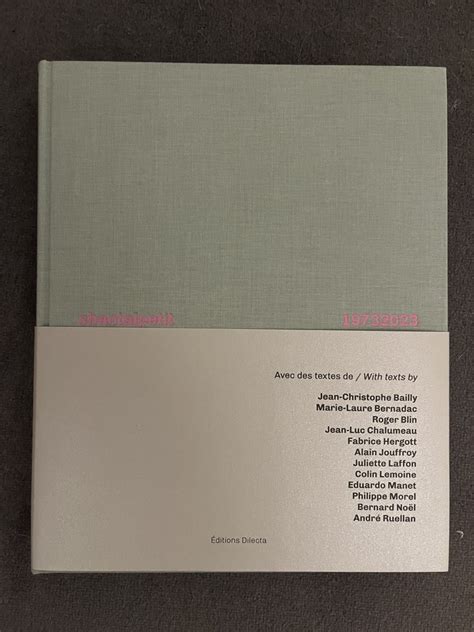 chantalpetit 19732023
Avec des textes de / With texts by
Jean-Christophe Bailly
Marie-Laure Bernadac
Roger Blin
Jean-Luc Chalumeau
Fabrice Hergott
Alain Jouffroy
Juliette Laffon
Colin Lemoine
Eduardo Manet
Philippe Morel
Bernard Noël
André Ruellan
Éditions Dilecta